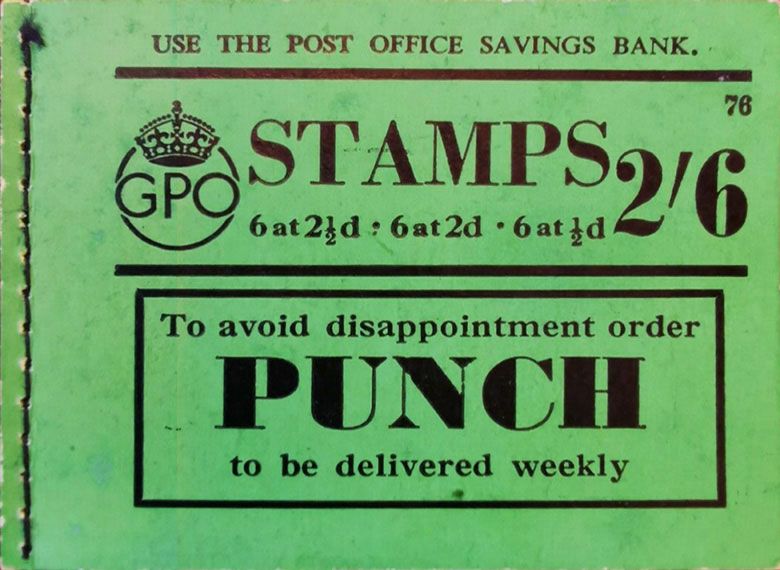 USE THE POST OFFICE SAVINGS BANK.
76
GPO
STAMPS 2/6
6 at 2½d : 6 at 2d · 6 at ½d
To avoid disappointment order
PUNCH
to be delivered weekly